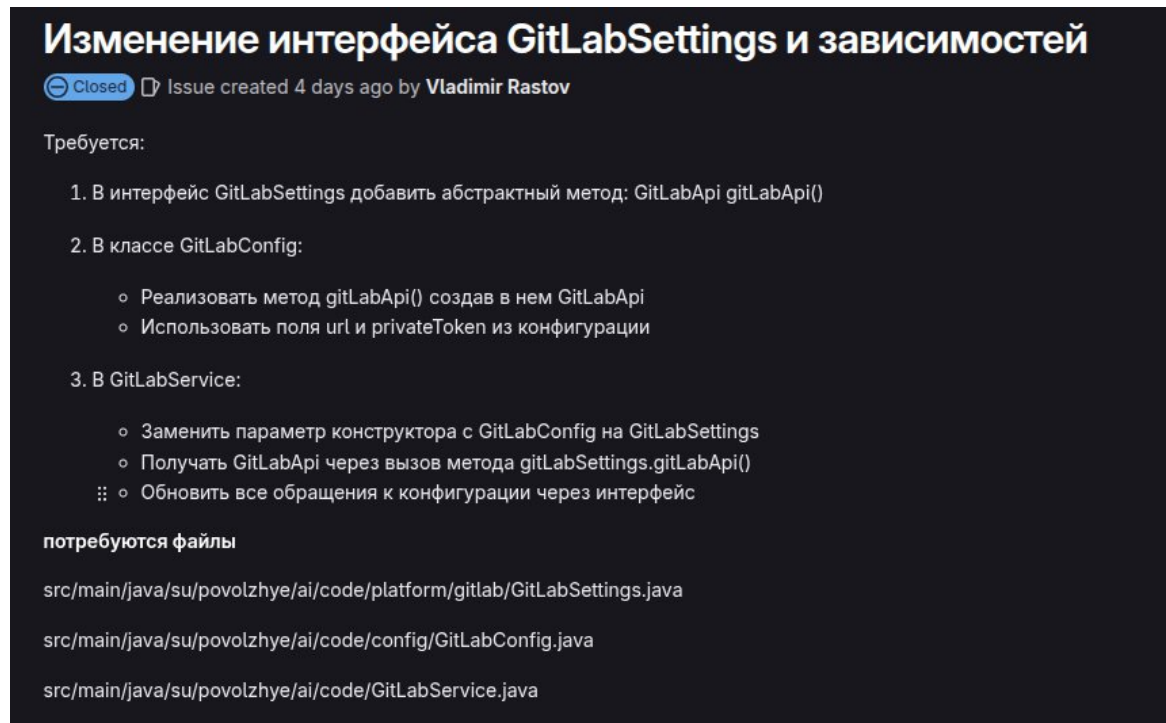 Изменение интерфейса GitLabSettings и зависимостей
Closed Issue created 4 days ago by Vladimir Rastov
Требуется:
1. В интерфейс GitLabSettings добавить абстрактный метод: GitLabApi gitLabApi()
2. В классе GitLabConfig:
◦ Реализовать метод gitLabApi() создав в нем GitLabApi
◦ Использовать поля url и privateToken из конфигурации
3. В GitLabService:
◦ Заменить параметр конструктора с GitLabConfig на GitLabSettings
◦ Получать GitLabApi через вызов метода gitLabSettings.gitLabApi()
◦ Обновить все обращения к конфигурации через интерфейс
потребуются файлы
src/main/java/su/povolzhye/ai/code/platform/gitlab/GitLabSettings.java
src/main/java/su/povolzhye/ai/code/config/GitLabConfig.java
src/main/java/su/povolzhye/ai/code/GitLabService.java